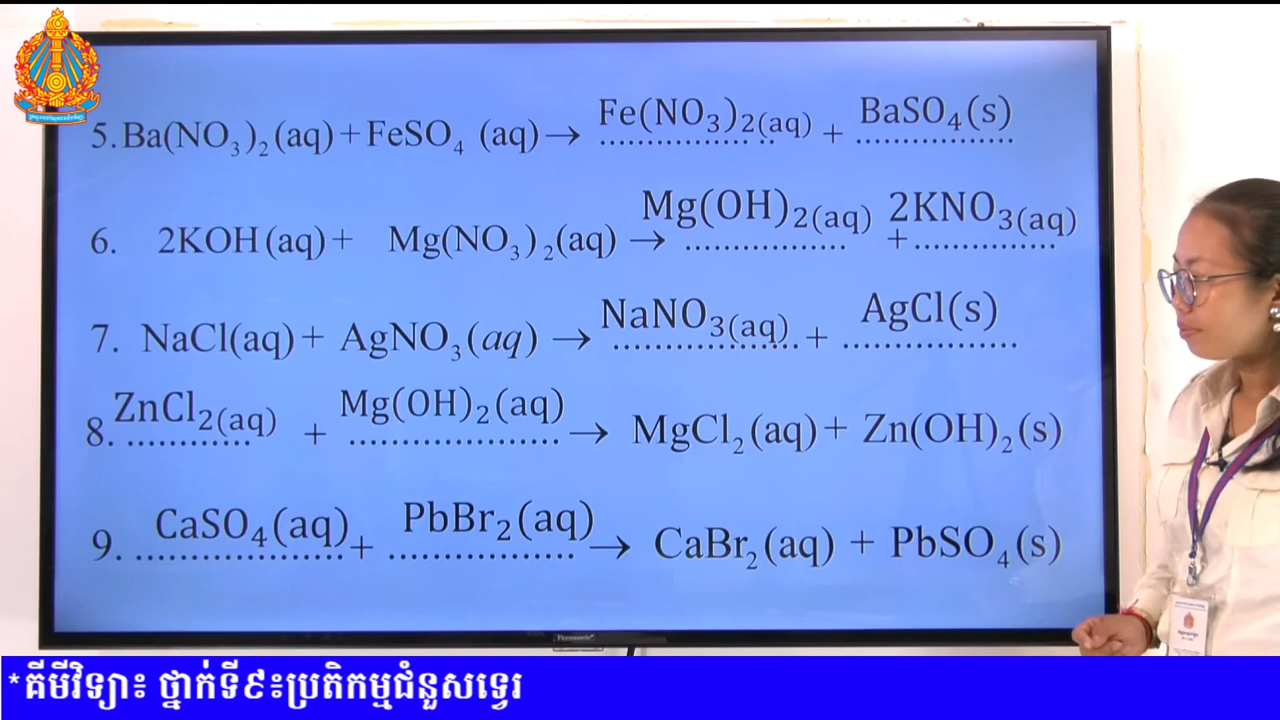 5. Ba(NO₃)₂(aq)+FeSO₄ (aq)→ Fe(NO₃)₂(aq) + BaSO₄(s)
6. 2KOH(aq)+ Mg(NO₃)₂(aq) → Mg(OH)₂(aq) + 2KNO₃(aq)
7. NaCl(aq)+ AgNO₃(aq) → NaNO₃(aq) + AgCl(s)
8. ZnCl₂(aq) + Mg(OH)₂(aq) → MgCl₂(aq)+ Zn(OH)₂(s)
9. CaSO₄(aq) + PbBr₂(aq) → CaBr₂(aq) + PbSO₄(s)
*គីមីវិទ្យា៖ ថ្នាក់ទី៩៖ប្រតិកម្មជំនួសទ្វេរ